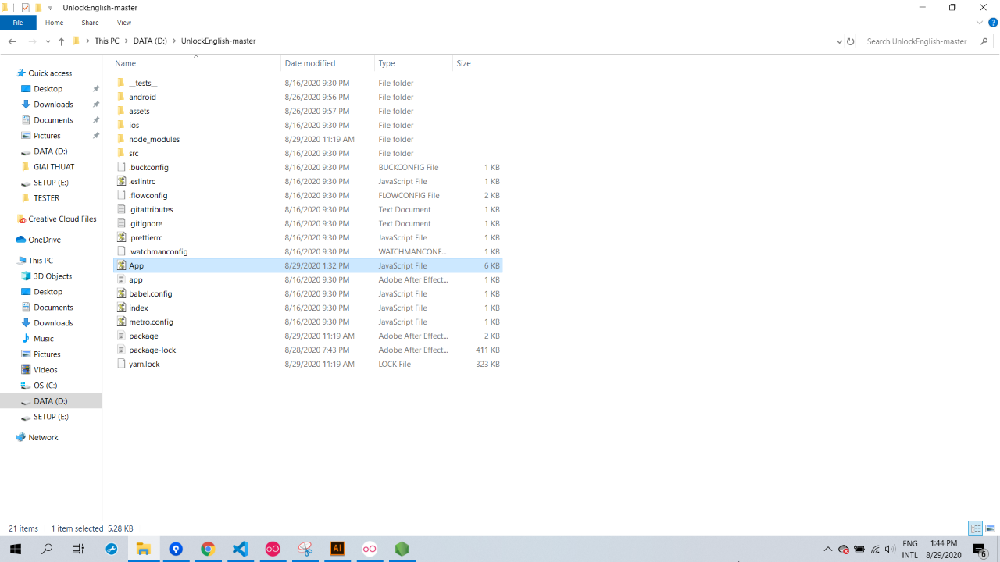 UnlockEnglish-master
File Home Share View
This PC DATA (D:) UnlockEnglish-master Search UnlockEnglish-master
Name Date modified Type Size
Quick access
Desktop
Downloads
Documents
Pictures
DATA (D:)
GIAI THUAT
SETUP (E:)
TESTER
Creative Cloud Files
OneDrive
This PC
3D Objects
Desktop
Documents
Downloads
Music
Pictures
Videos
OS (C:)
DATA (D:)
SETUP (E:)
Network
__tests__ 8/16/2020 9:30 PM File folder
android 8/26/2020 9:56 PM File folder
assets 8/26/2020 9:57 PM File folder
ios 8/16/2020 9:30 PM File folder
node_modules 8/29/2020 11:19 AM File folder
src 8/16/2020 9:30 PM File folder
.buckconfig 8/16/2020 9:30 PM BUCKCONFIG File 1 KB
.eslintrc 8/16/2020 9:30 PM JavaScript File 1 KB
.flowconfig 8/16/2020 9:30 PM FLOWCONFIG File 2 KB
.gitattributes 8/16/2020 9:30 PM Text Document 1 KB
.gitignore 8/16/2020 9:30 PM Text Document 1 KB
.prettierrc 8/16/2020 9:30 PM JavaScript File 1 KB
.watchmanconfig 8/16/2020 9:30 PM WATCHMANCONF... 1 KB
App 8/29/2020 1:32 PM JavaScript File 6 KB
app 8/16/2020 9:30 PM Adobe After Effect... 1 KB
babel.config 8/16/2020 9:30 PM JavaScript File 1 KB
index 8/16/2020 9:30 PM JavaScript File 1 KB
metro.config 8/16/2020 9:30 PM JavaScript File 1 KB
package 8/29/2020 11:19 AM Adobe After Effect... 2 KB
package-lock 8/28/2020 7:43 PM Adobe After Effect... 411 KB
yarn.lock 8/29/2020 11:19 AM LOCK File 323 KB
21 items 1 item selected 5.28 KB
Ai
ENG 1:44 PM
INTL 8/29/2020
6